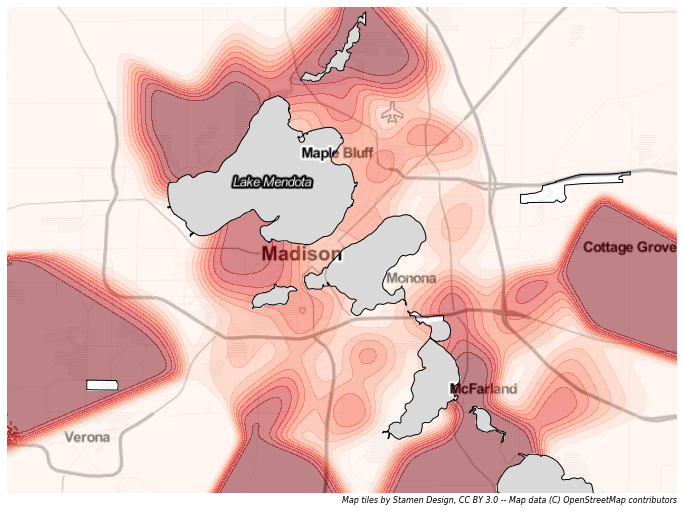 Maple Bluff
Lake Mendota
Cottage Grove
Madison
Monona
McFarland
Verona
Map tiles by Stamen Design, CC BY 3.0 -- Map data (C) OpenStreetMap contributors